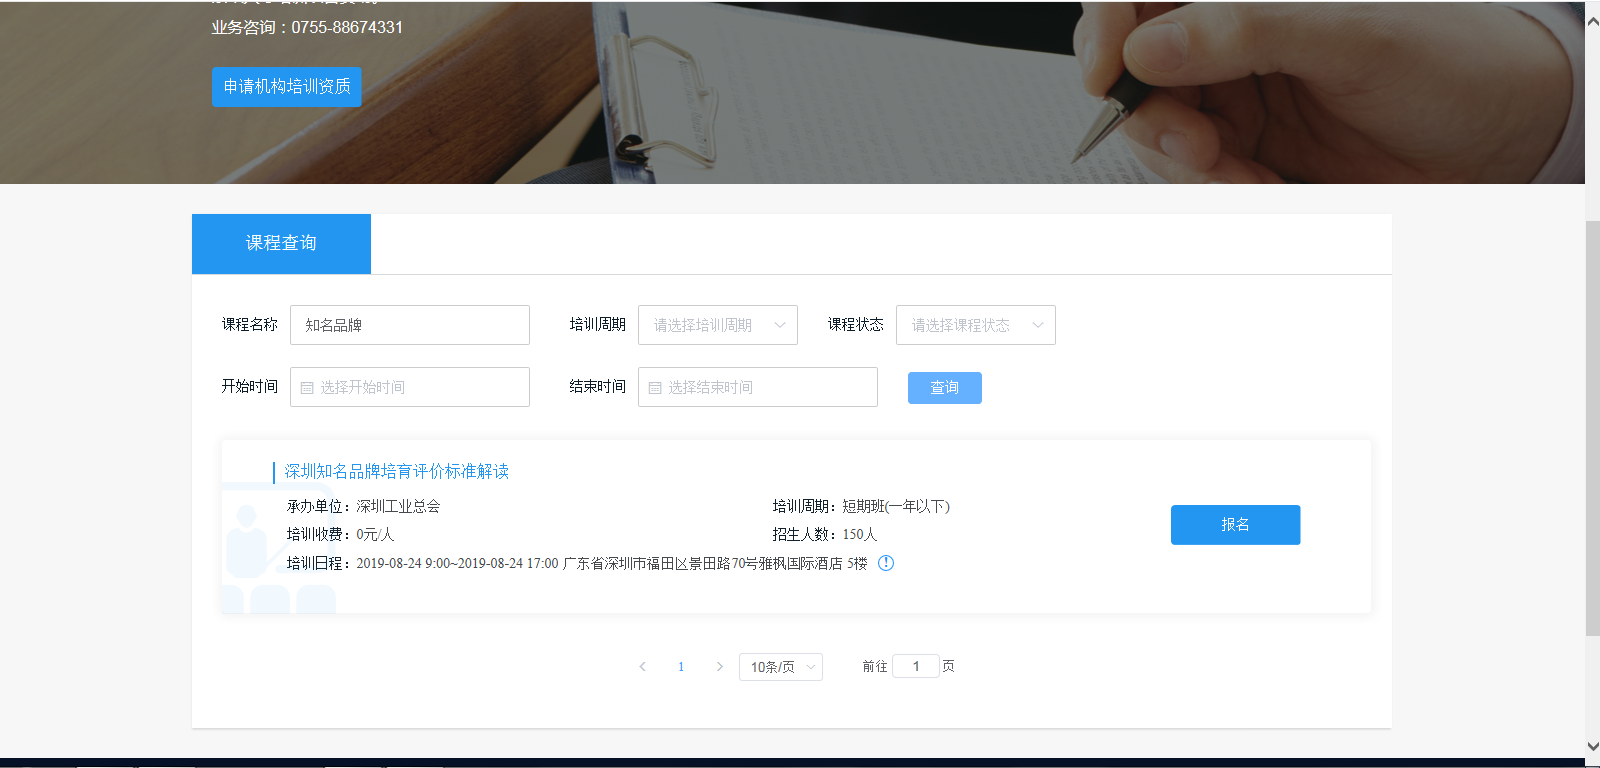 业务咨询：0755-88674331
申请机构培训资质
课程查询
课程名称 知名品牌 培训周期 请选择培训周期 课程状态 请选择课程状态
开始时间 选择开始时间 结束时间 选择结束时间 查询
深圳知名品牌培育评价标准解读
承办单位：深圳工业总会 培训周期：短期班(一年以下)
培训收费：0元/人 招生人数：150人
报名
培训日程：2019-08-24 9:00~2019-08-24 17:00 广东省深圳市福田区景田路70号雅枫国际酒店 5楼
1 10条/页 前往 1 页